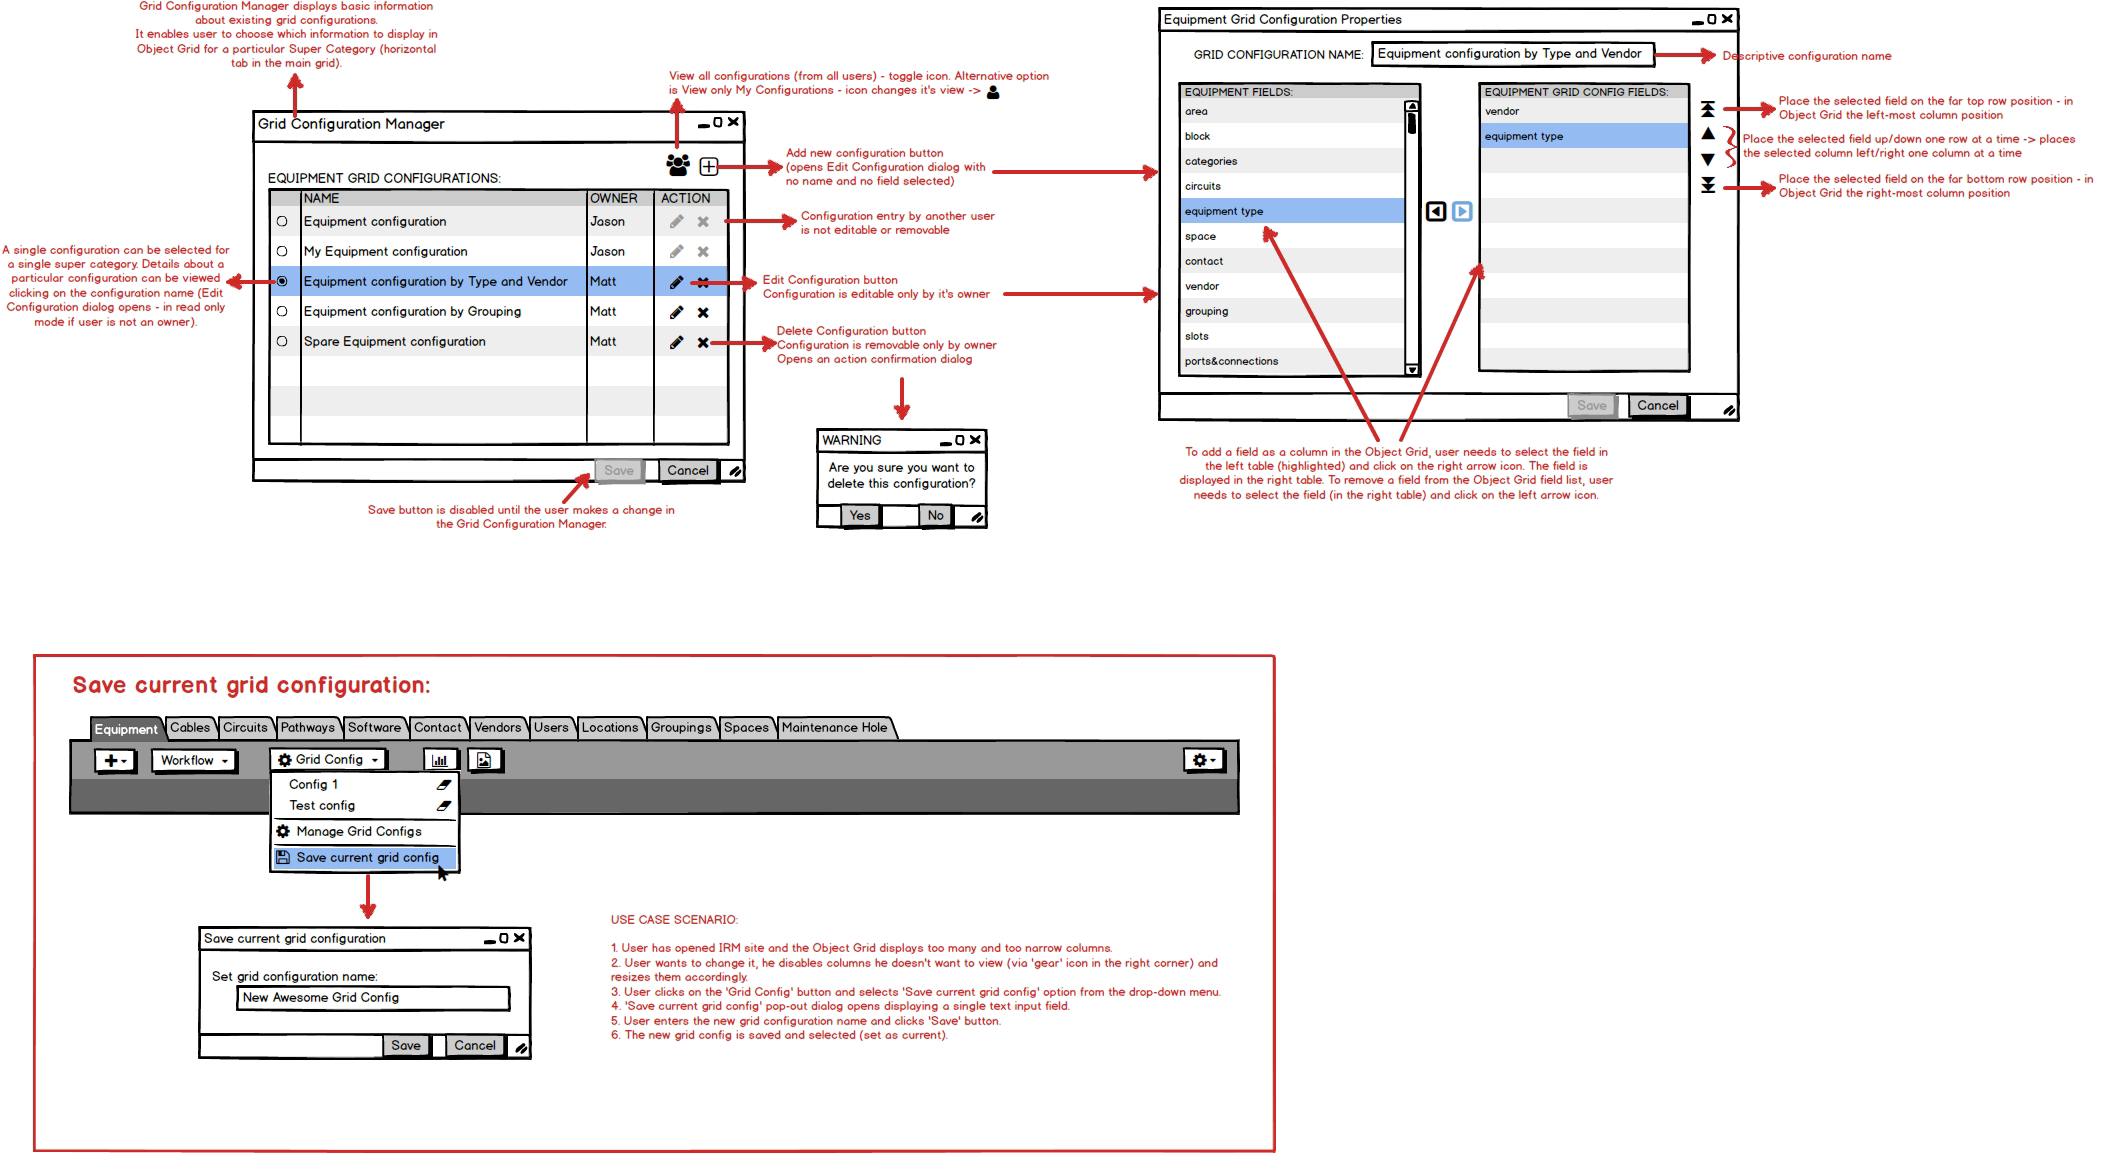 Grid Configuration Manager displays basic information
about existing grid configurations.
It enables user to choose which information to display in
Object Grid for a particular Super Category (horizontal
tab in the main grid).
View all configurations (from all users) - toggle icon. Alternative option
is View only My Configurations - icon changes it's view ->
Grid Configuration Manager
EQUIPMENT GRID CONFIGURATIONS:
NAME OWNER ACTION
Equipment configuration Jason
My Equipment configuration Jason
Equipment configuration by Type and Vendor Matt
Equipment configuration by Grouping Matt
Spare Equipment configuration Matt
Save Cancel
A single configuration can be selected for
a single super category. Details about a
particular configuration can be viewed
clicking on the configuration name (Edit
Configuration dialog opens - in read only
mode if user is not an owner).
Add new configuration button
(opens Edit Configuration dialog with
no name and no field selected)
Configuration entry by another user
is not editable or removable
Edit Configuration button
Configuration is editable only by it's owner
Delete Configuration button
Configuration is removable only by owner
Opens an action confirmation dialog
Save button is disabled until the user makes a change in
the Grid Configuration Manager.
WARNING
Are you sure you want to
delete this configuration?
Yes No
Equipment Grid Configuration Properties
GRID CONFIGURATION NAME: Equipment configuration by Type and Vendor
Descriptive configuration name
EQUIPMENT FIELDS:
area
block
categories
circuits
equipment type
space
contact
vendor
grouping
slots
ports&connections
EQUIPMENT GRID CONFIG FIELDS:
vendor
equipment type
Save Cancel
Place the selected field on the far top row position - in
Object Grid the left-most column position
Place the selected field up/down one row at a time -> places
the selected column left/right one column at a time
Place the selected field on the far bottom row position - in
Object Grid the right-most column position
To add a field as a column in the Object Grid, user needs to select the field in
the left table (highlighted) and click on the right arrow icon. The field is
displayed in the right table. To remove a field from the Object Grid field list, user
needs to select the field (in the right table) and click on the left arrow icon.
Save current grid configuration:
Equipment Cables Circuits Pathways Software Contact Vendors Users Locations Groupings Spaces Maintenance Hole
Workflow Grid Config
Config 1
Test config
Manage Grid Configs
Save current grid config
Save current grid configuration
Set grid configuration name:
New Awesome Grid Config
Save Cancel
USE CASE SCENARIO:
1. User has opened IRM site and the Object Grid displays too many and too narrow columns.
2. User wants to change it, he disables columns he doesn't want to view (via 'gear' icon in the right corner) and
resizes them accordingly.
3. User clicks on the 'Grid Config' button and selects 'Save current grid config' option from the drop-down menu.
4. 'Save current grid config' pop-out dialog opens displaying a single text input field.
5. User enters the new grid configuration name and clicks 'Save' button.
6. The new grid config is saved and selected (set as current).